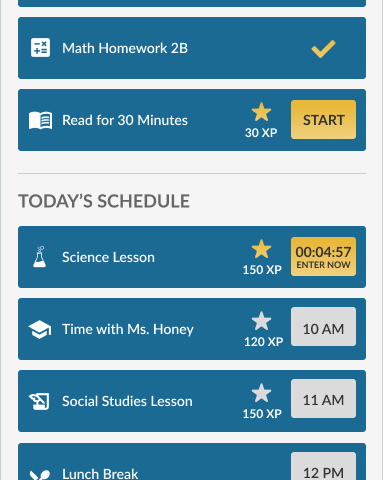 Math Homework 2B
Read for 30 Minutes
30 XP
START
TODAY’S SCHEDULE
Science Lesson
150 XP
00:04:57
ENTER NOW
Time with Ms. Honey
120 XP
10 AM
Social Studies Lesson
150 XP
11 AM
Lunch Break
12 PM